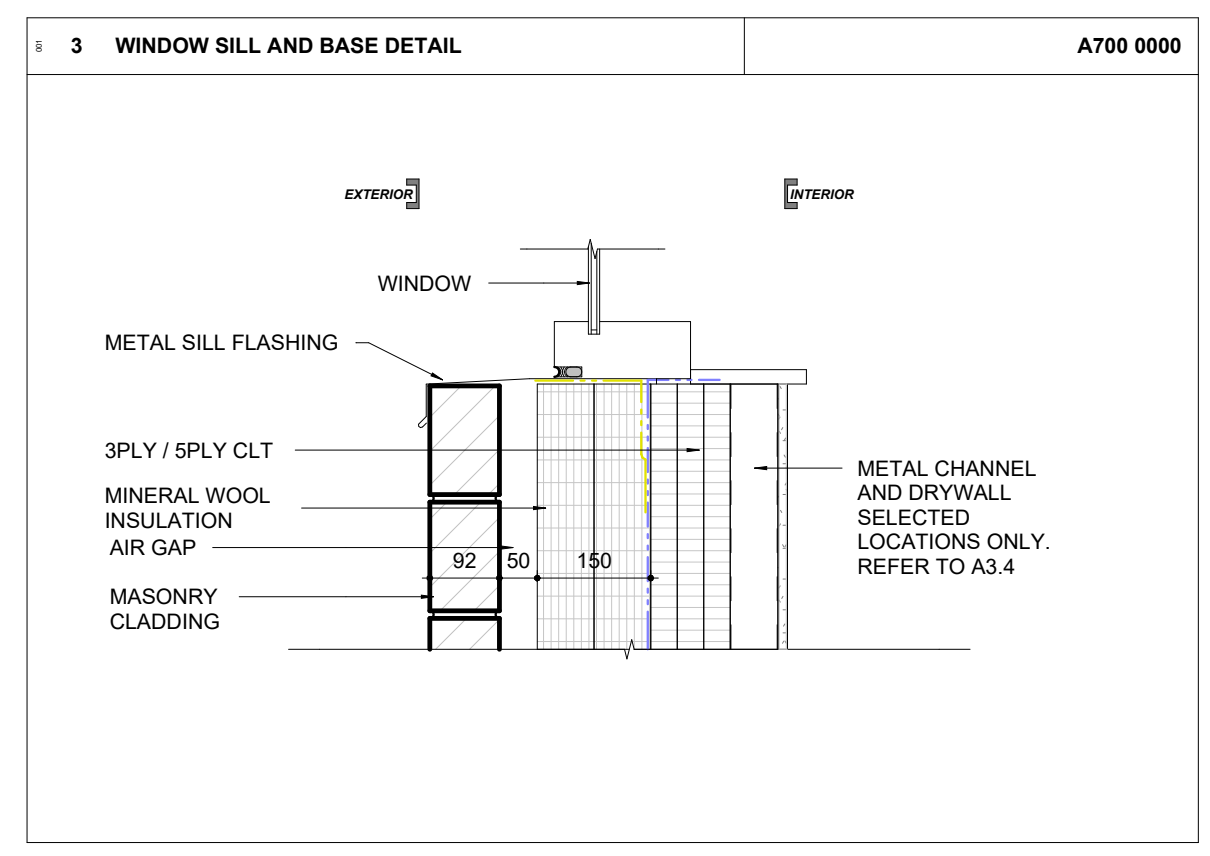 001
3 WINDOW SILL AND BASE DETAIL
A700 0000
EXTERIOR
INTERIOR
WINDOW
METAL SILL FLASHING
3PLY / 5PLY CLT
MINERAL WOOL
INSULATION
AIR GAP
MASONRY
CLADDING
92
50
150
METAL CHANNEL
AND DRYWALL
SELECTED
LOCATIONS ONLY.
REFER TO A3.4